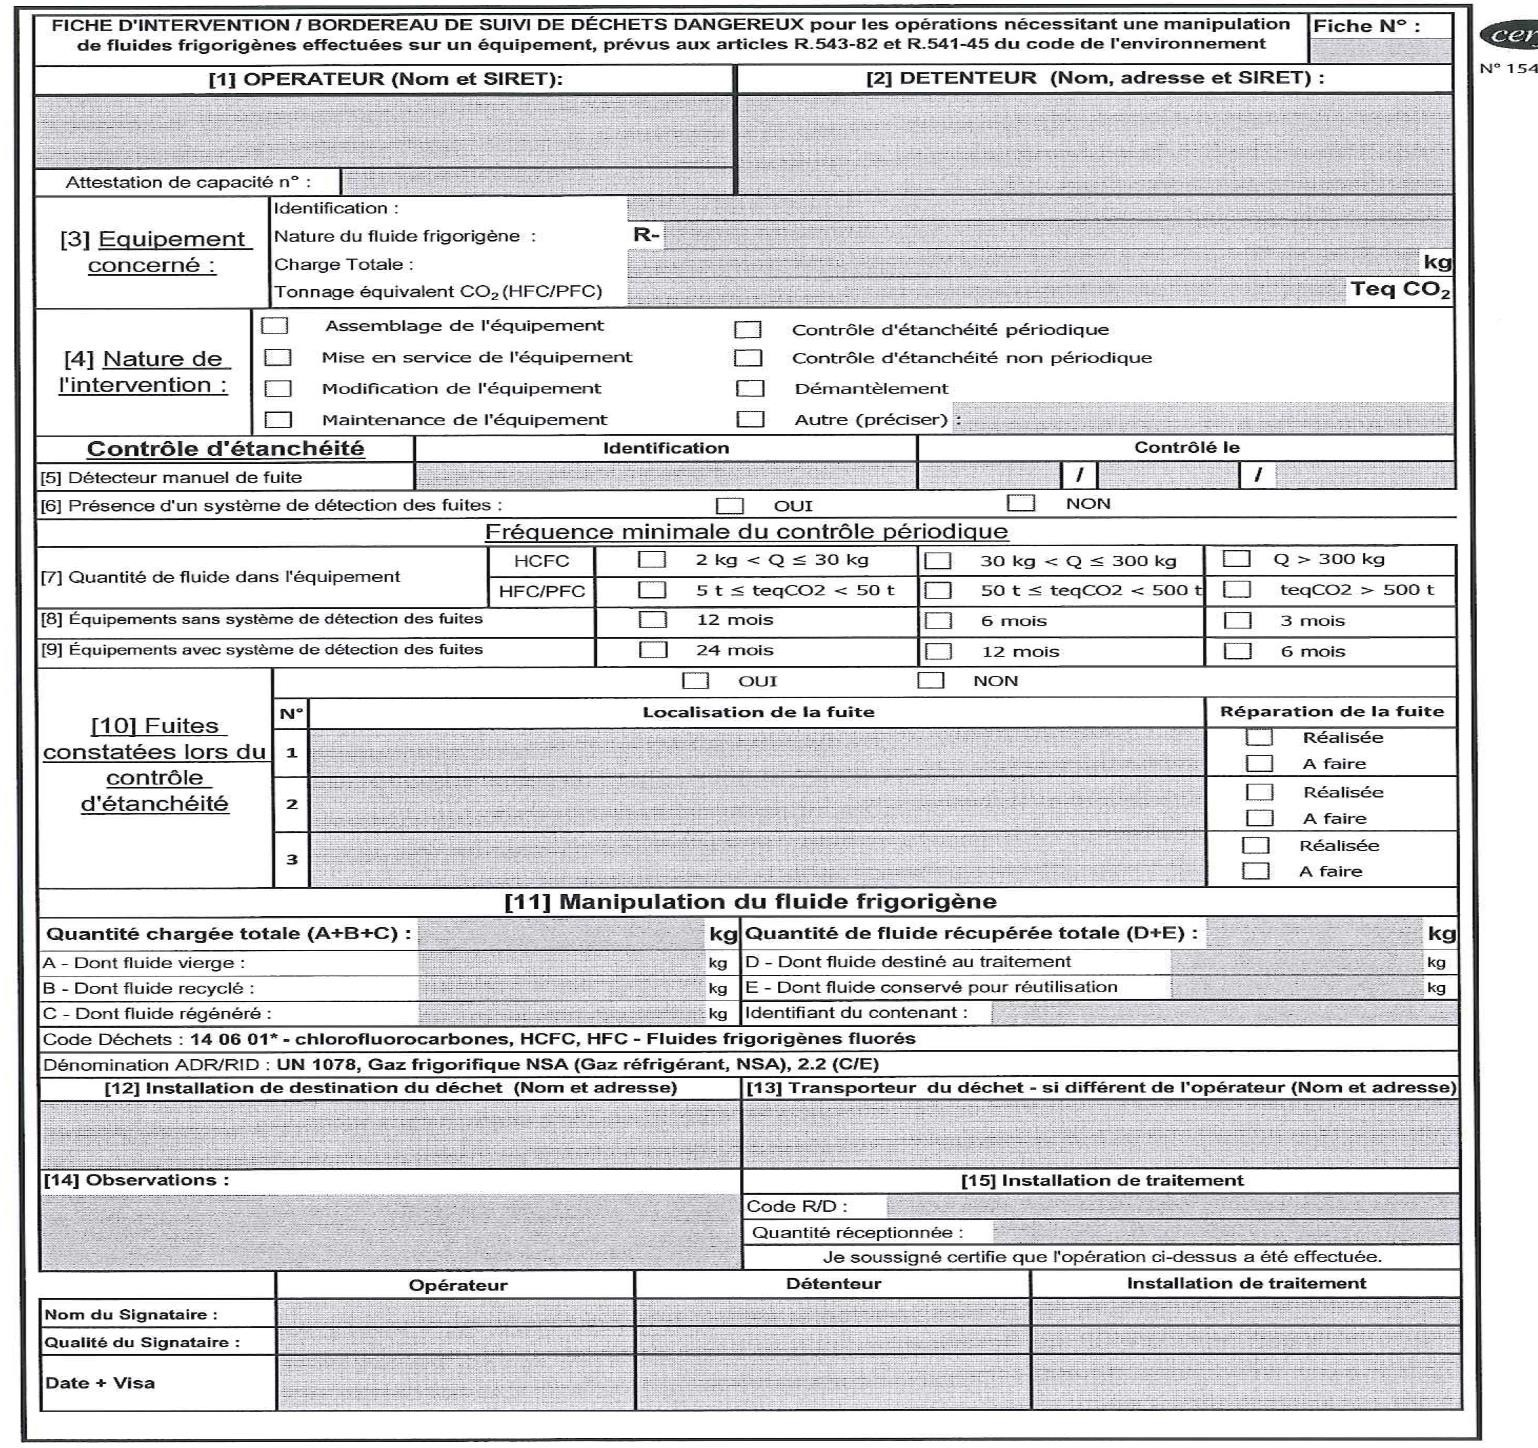 FICHE D'INTERVENTION / BORDEREAU DE SUIVI DE DÉCHETS DANGEREUX pour les opérations nécessitant une manipulation
de fluides frigorigènes effectuées sur un équipement, prévus aux articles R.543-82 et R.541-45 du code de l'environnement
Fiche N° :
N° 154
[1] OPERATEUR (Nom et SIRET):
[2] DETENTEUR (Nom, adresse et SIRET) :
Attestation de capacité n° :
[3] Equipement
concerné :
Identification :
Nature du fluide frigorigène : R-
Charge Totale : kg
Tonnage équivalent CO₂ (HFC/PFC) Teq CO₂
[4] Nature de
l'intervention :
Assemblage de l'équipement
Contrôle d'étanchéité périodique
Mise en service de l'équipement
Contrôle d'étanchéité non périodique
Modification de l'équipement
Démantèlement
Maintenance de l'équipement
Autre (préciser) :
Contrôle d'étanchéité Identification Contrôlé le
[5] Détecteur manuel de fuite / /
[6] Présence d'un système de détection des fuites : OUI NON
Fréquence minimale du contrôle périodique
[7] Quantité de fluide dans l'équipement
HCFC 2 kg < Q ≤ 30 kg 30 kg < Q ≤ 300 kg Q > 300 kg
HFC/PFC 5 t ≤ teqCO2 < 50 t 50 t ≤ teqCO2 < 500 t teqCO2 > 500 t
[8] Équipements sans système de détection des fuites 12 mois 6 mois 3 mois
[9] Équipements avec système de détection des fuites 24 mois 12 mois 6 mois
[10] Fuites
constatées lors du
contrôle
d'étanchéité
OUI NON
N° Localisation de la fuite Réparation de la fuite
1 Réalisée
A faire
2 Réalisée
A faire
3 Réalisée
A faire
[11] Manipulation du fluide frigorigène
Quantité chargée totale (A+B+C) : kg Quantité de fluide récupérée totale (D+E) : kg
A - Dont fluide vierge : kg D - Dont fluide destiné au traitement kg
B - Dont fluide recyclé : kg E - Dont fluide conservé pour réutilisation kg
C - Dont fluide régénéré : kg Identifiant du contenant :
Code Déchets : 14 06 01* - chlorofluorocarbones, HCFC, HFC - Fluides frigorigènes fluorés
Dénomination ADR/RID : UN 1078, Gaz frigorifique NSA (Gaz réfrigérant, NSA), 2.2 (C/E)
[12] Installation de destination du déchet (Nom et adresse)
[13] Transporteur du déchet - si différent de l'opérateur (Nom et adresse)
[14] Observations :
[15] Installation de traitement
Code R/D :
Quantité réceptionnée :
Je soussigné certifie que l'opération ci-dessus a été effectuée.
Opérateur Détenteur Installation de traitement
Nom du Signataire :
Qualité du Signataire :
Date + Visa